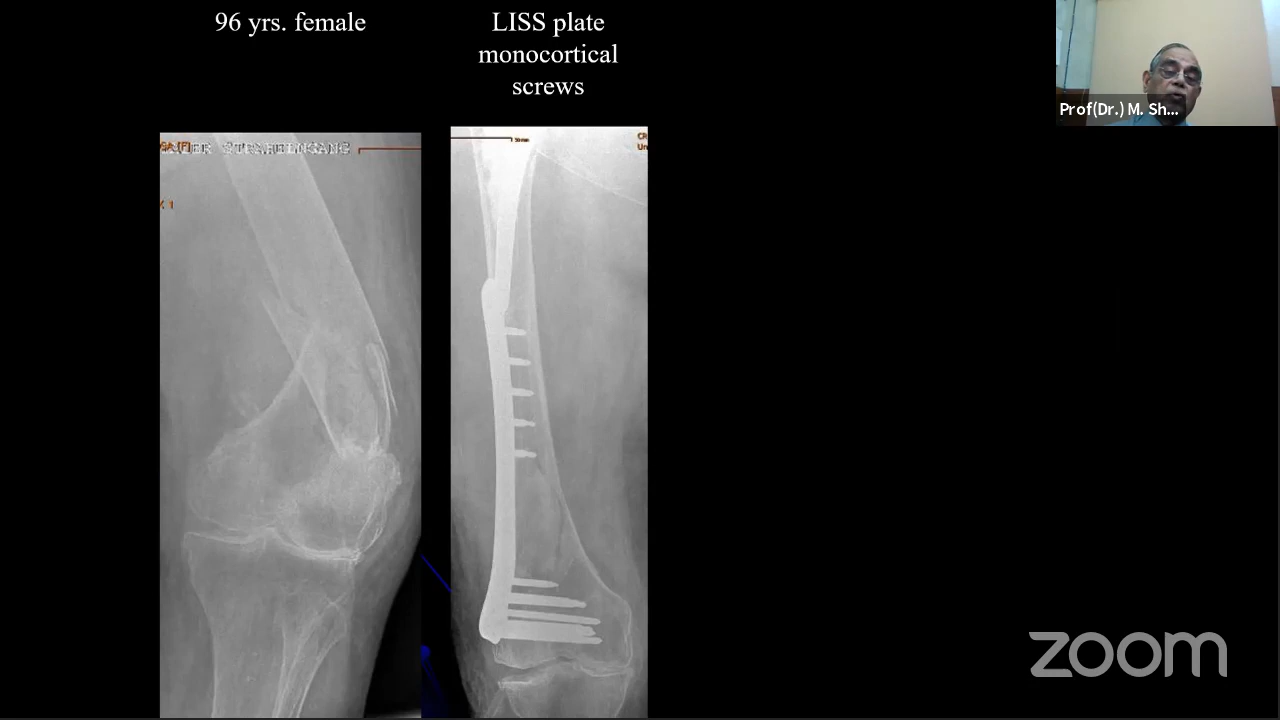 96 yrs. female
LISS plate
monocortical
screws
Prof(Dr.) M. Sh...
zoom